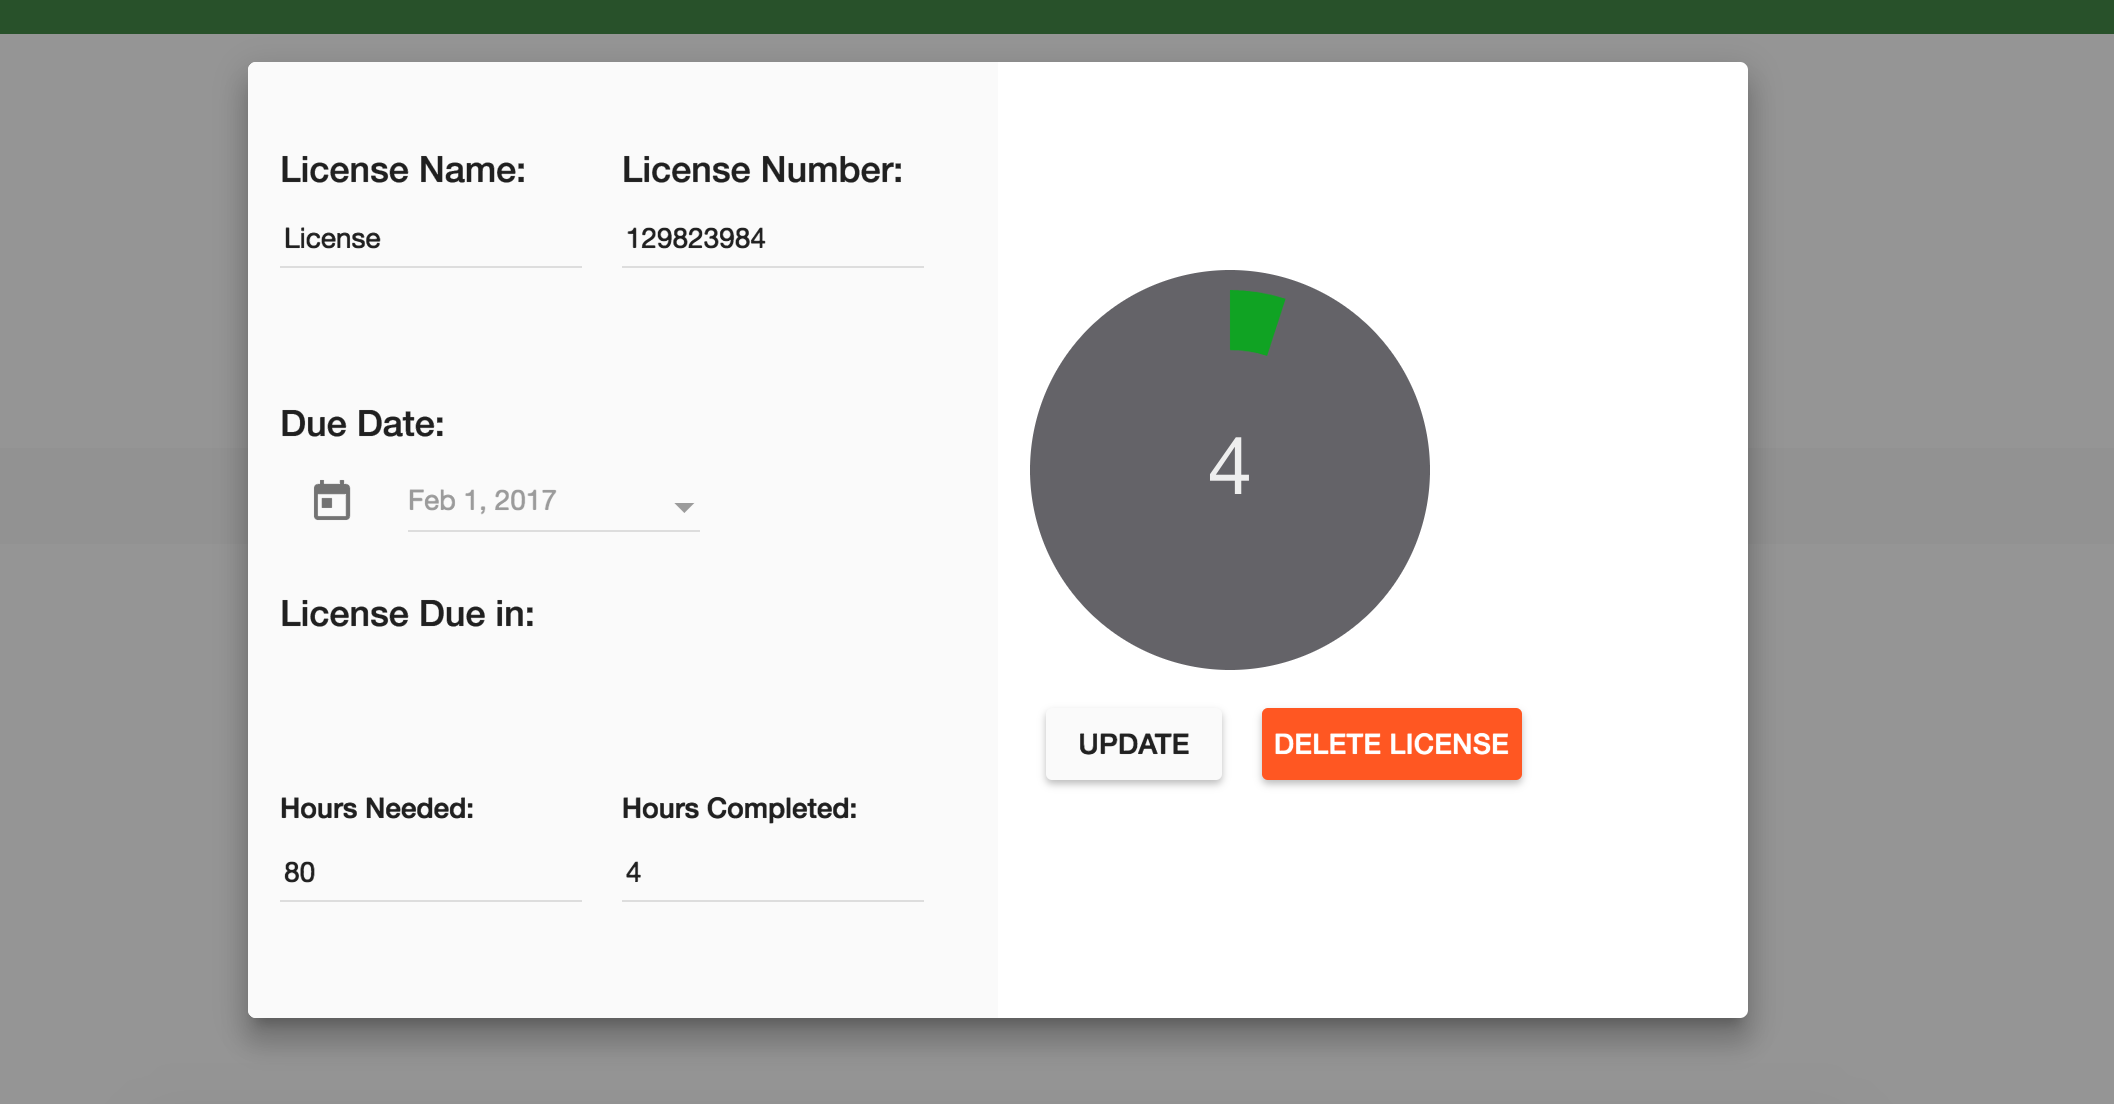 License Name:
License Number:
License
129823984
Due Date:
Feb 1, 2017
License Due in:
Hours Needed:
Hours Completed:
80
4
4
UPDATE
DELETE LICENSE